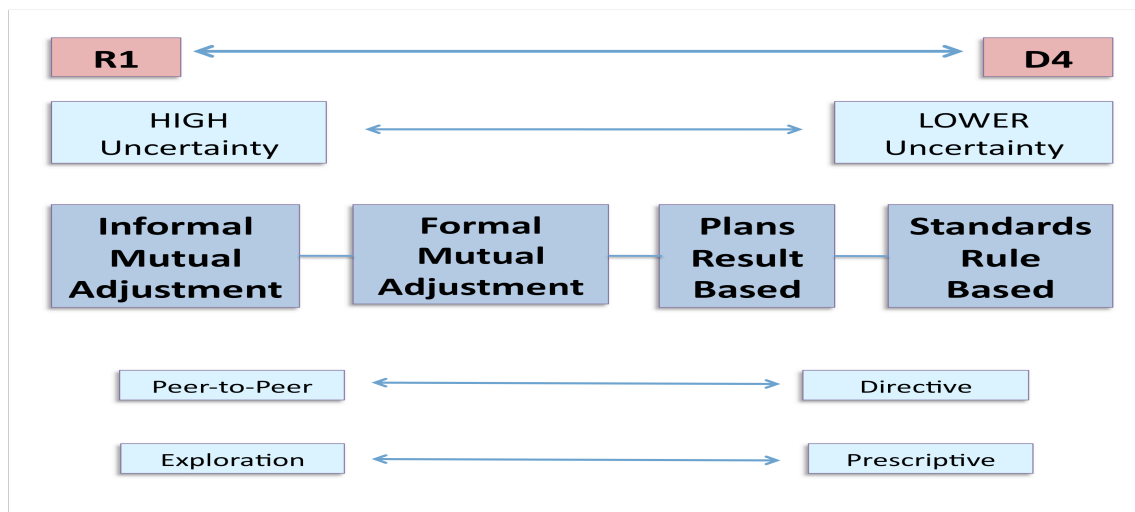 R1
D4
HIGH
Uncertainty
LOWER
Uncertainty
Informal
Mutual
Adjustment
Formal
Mutual
Adjustment
Plans
Result
Based
Standards
Rule
Based
Peer-to-Peer
Directive
Exploration
Prescriptive